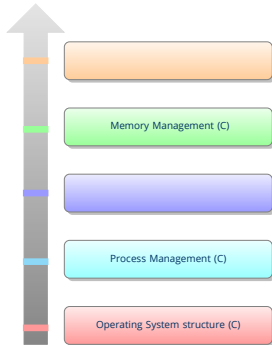 Memory Management (C)
Process Management (C)
Operating System structure (C)